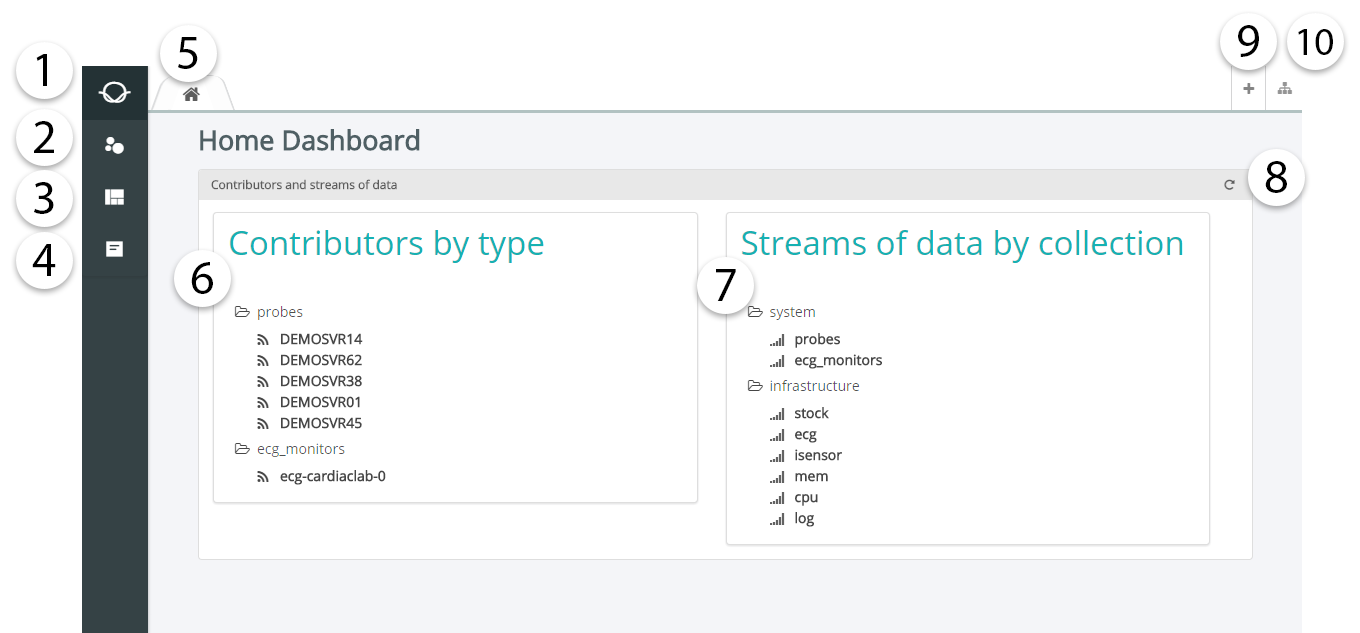 1
2
3
4
5
9
10
Home Dashboard
Contributors and streams of data
8
Contributors by type
6
probes
DEMOSVR14
DEMOSVR62
DEMOSVR38
DEMOSVR01
DEMOSVR45
ecg_monitors
ecg-cardiaclab-0
Streams of data by collection
7
system
probes
ecg_monitors
infrastructure
stock
ecg
isensor
mem
cpu
log